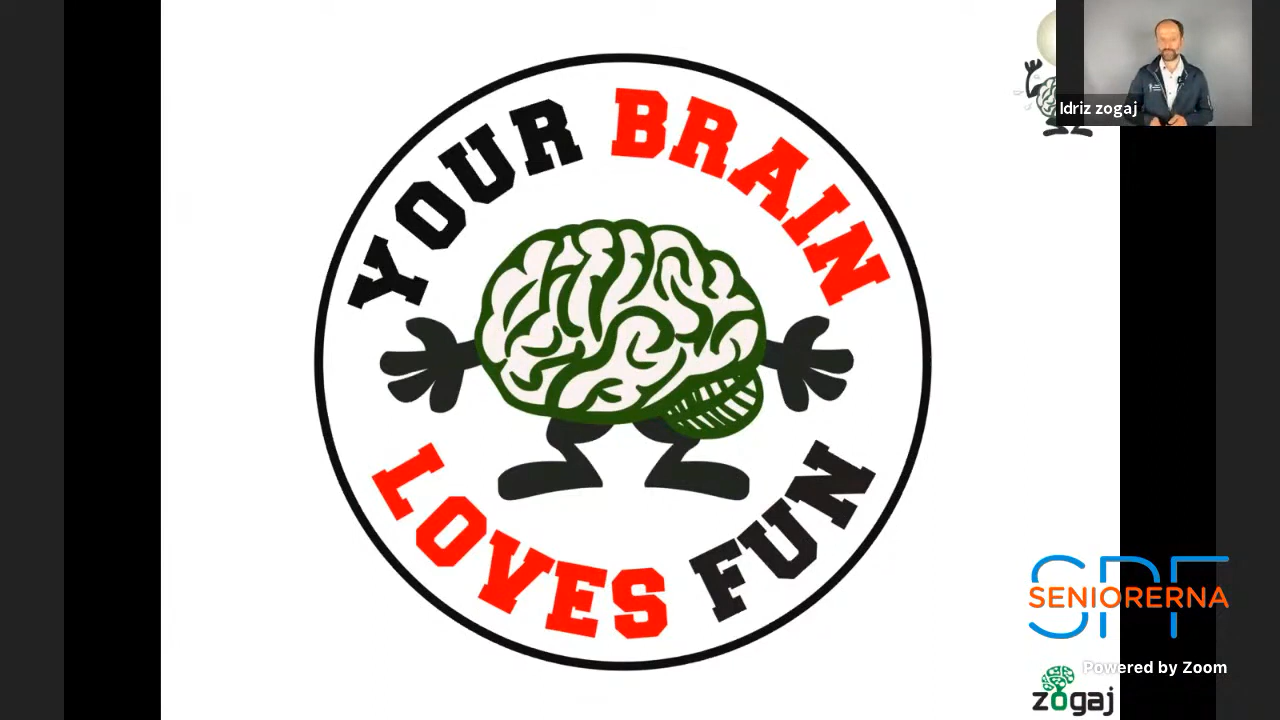 YOUR BRAIN
LOVES FUN
Idriz zogaj
SPF
SENIORERNA
Powered by Zoom
zogaj